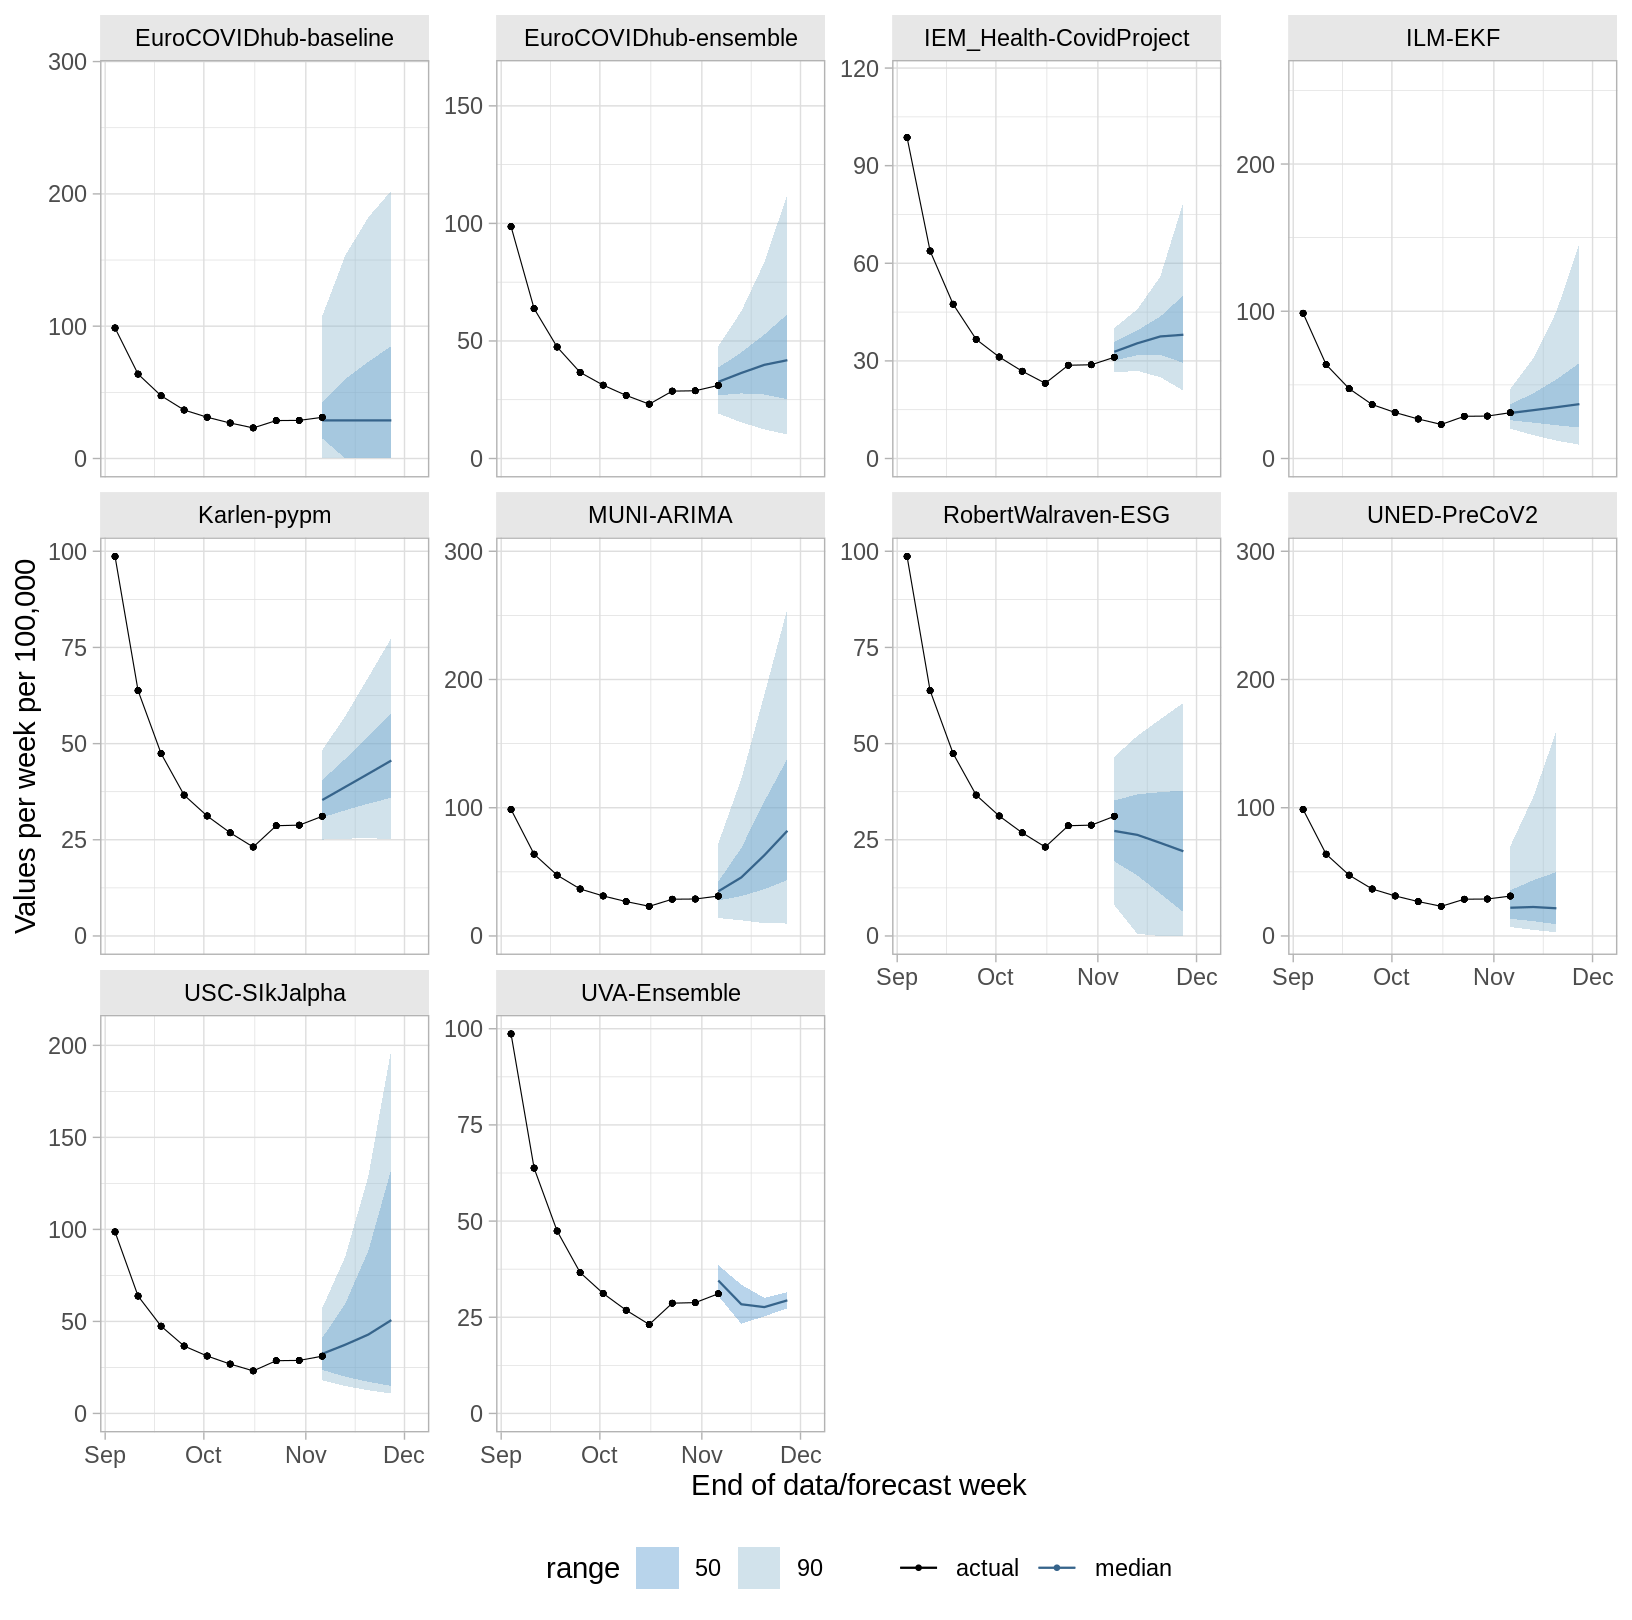 EuroCOVIDhub-baseline
EuroCOVIDhub-ensemble
IEM_Health-CovidProject
ILM-EKF
300
200
100
0
150
100
50
0
120
90
60
30
0
200
100
0
Karlen-pypm
MUNI-ARIMA
RobertWalraven-ESG
UNED-PreCoV2
100
75
50
25
0
300
200
100
0
100
75
50
25
0
300
200
100
0
Sep Oct Nov Dec
Sep Oct Nov Dec
USC-SIkJalpha
UVA-Ensemble
200
150
100
50
0
100
75
50
25
0
Sep Oct Nov Dec
Sep Oct Nov Dec
Values per week per 100,000
End of data/forecast week
range 50 90 actual median